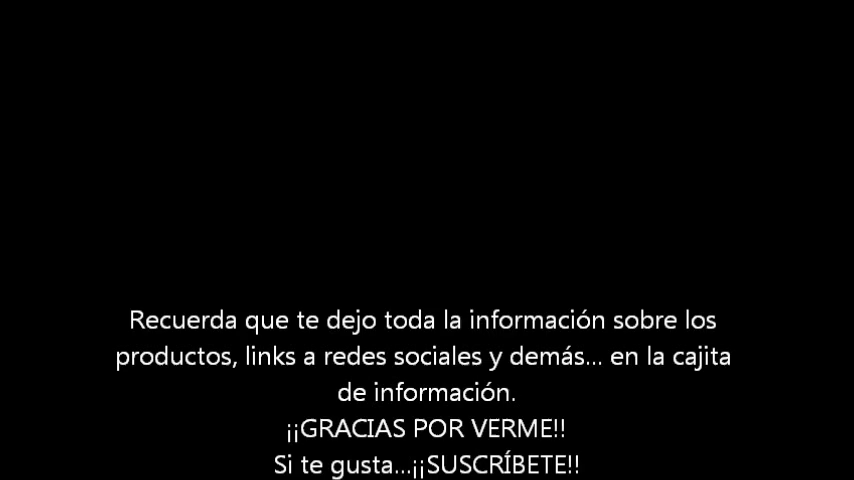 Recuerda que te dejo toda la información sobre los
productos, links a redes sociales y demás... en la cajita
de información.
¡¡GRACIAS POR VERME!!
Si te gusta...¡¡SUSCRÍBETE!!